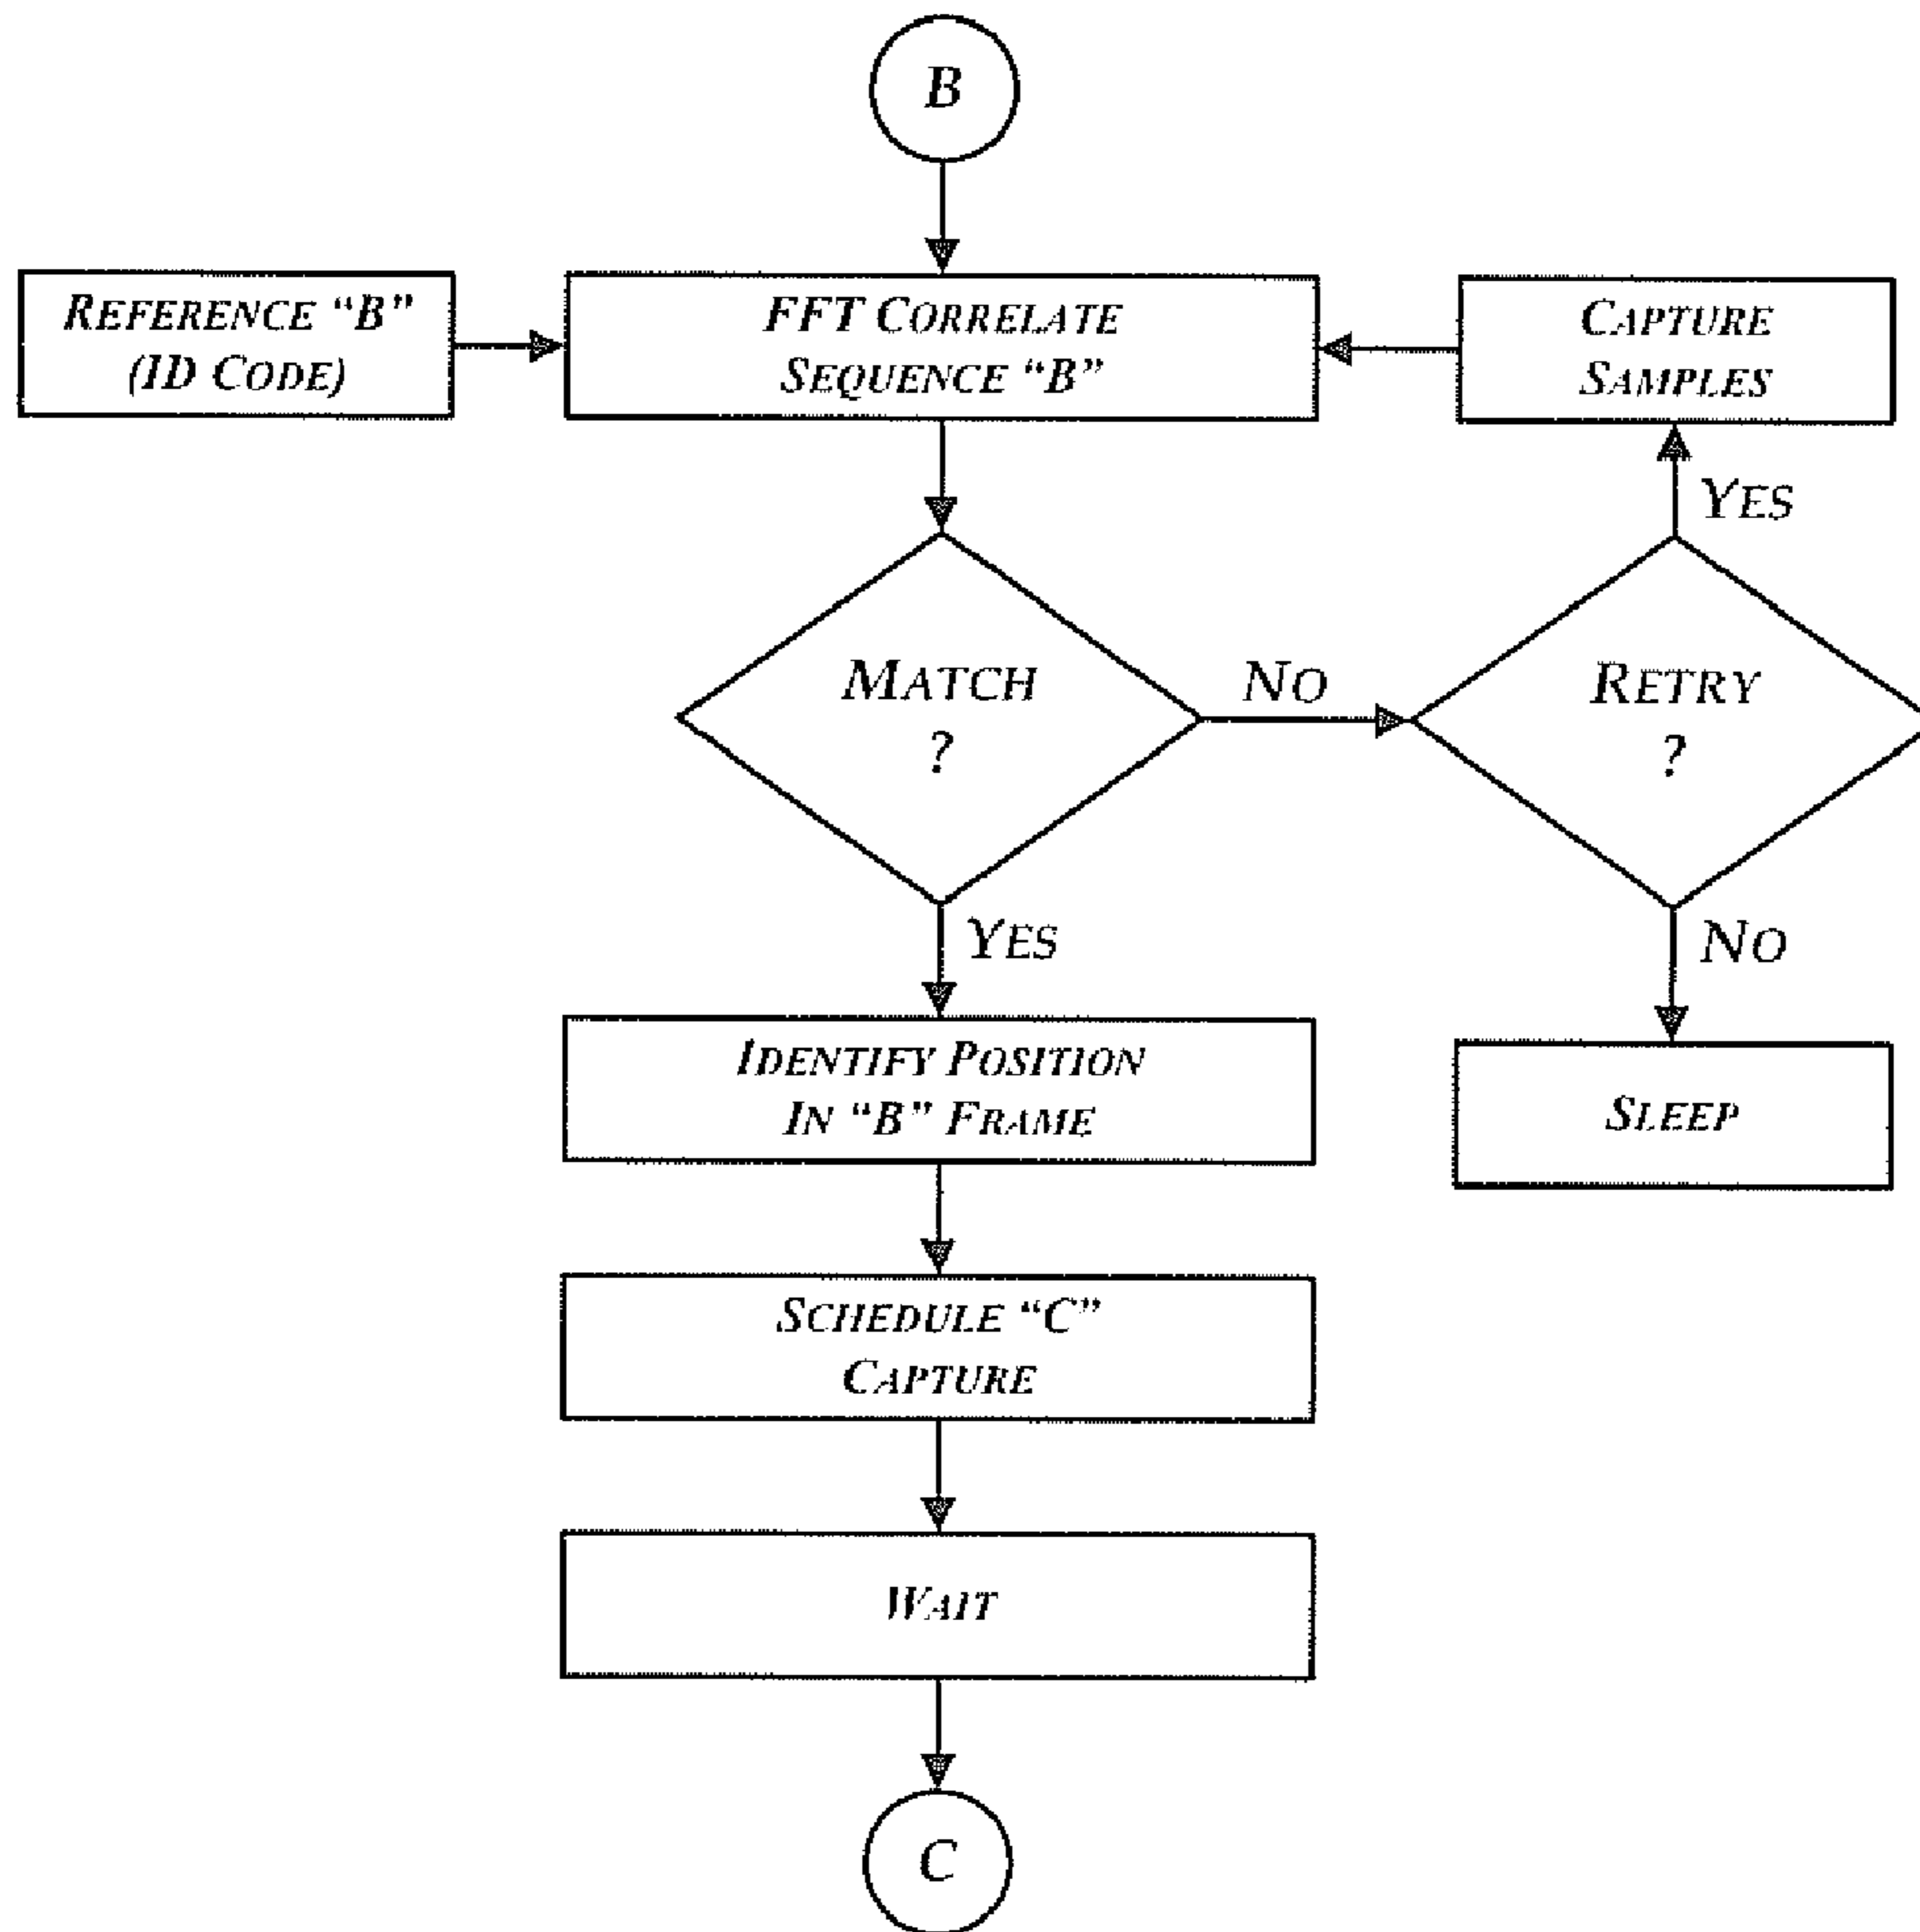 B
REFERENCE “B”
(ID CODE)
FFT CORRELATE
SEQUENCE “B”
CAPTURE
SAMPLES
YES
MATCH
?
NO
RETRY
?
YES
NO
IDENTIFY POSITION
IN “B” FRAME
SLEEP
SCHEDULE “C”
CAPTURE
WAIT
C